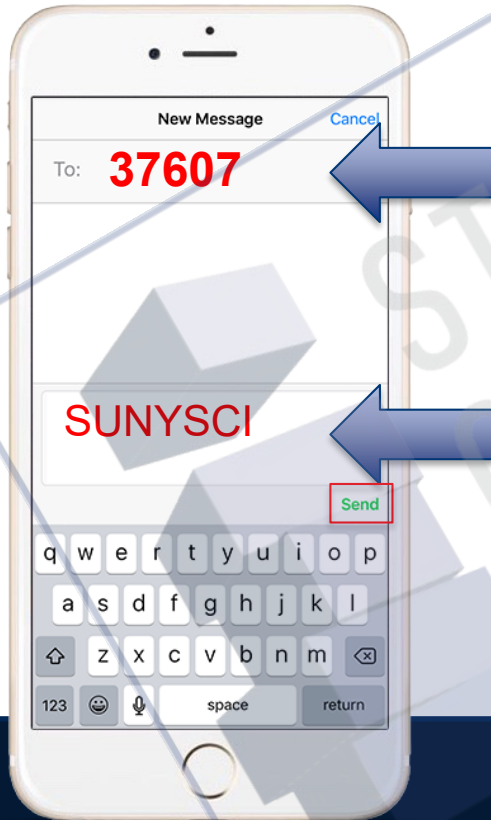 New Message Cancel
To: 37607
SUNYSCI
Send
q w e r t y u i o p
a s d f g h j k l
z x c v b n m
123 space return